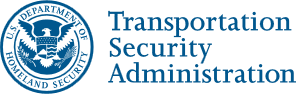 U.S. DEPARTMENT OF
HOMELAND SECURITY
Transportation
Security
Administration